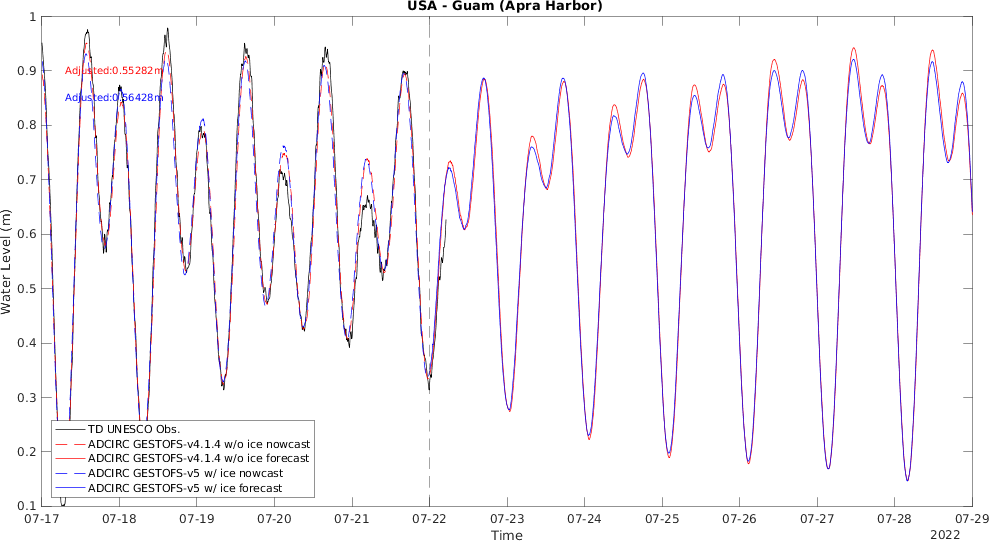 USA - Guam (Apra Harbor)
1
0.9
0.8
0.7
0.6
0.5
0.4
0.3
0.2
0.1
Water Level (m)
Adjusted:0.55282m
Adjusted:0.56428m
TD UNESCO Obs.
ADCIRC GESTOFS-v4.1.4 w/o ice nowcast
ADCIRC GESTOFS-v4.1.4 w/o ice forecast
ADCIRC GESTOFS-v5 w/ ice nowcast
ADCIRC GESTOFS-v5 w/ ice forecast
07-17 07-18 07-19 07-20 07-21 07-22 07-23 07-24 07-25 07-26 07-27 07-28 07-29
Time
2022